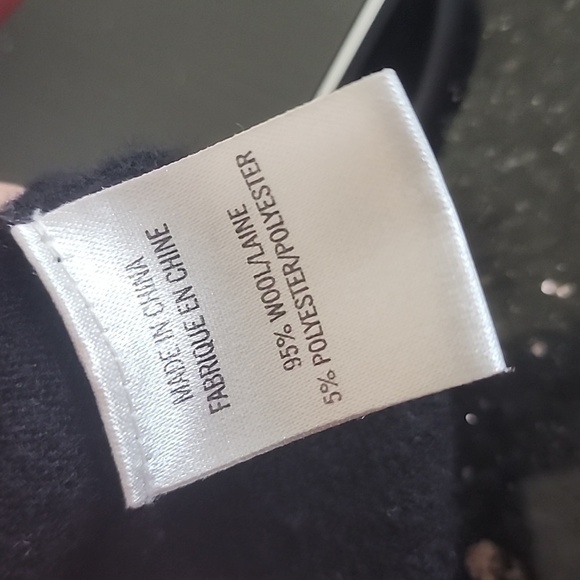 MADE IN CHINA
FABRIQUE EN CHINE
95% WOOL/LAINE
5% POLYESTER/POLYESTER